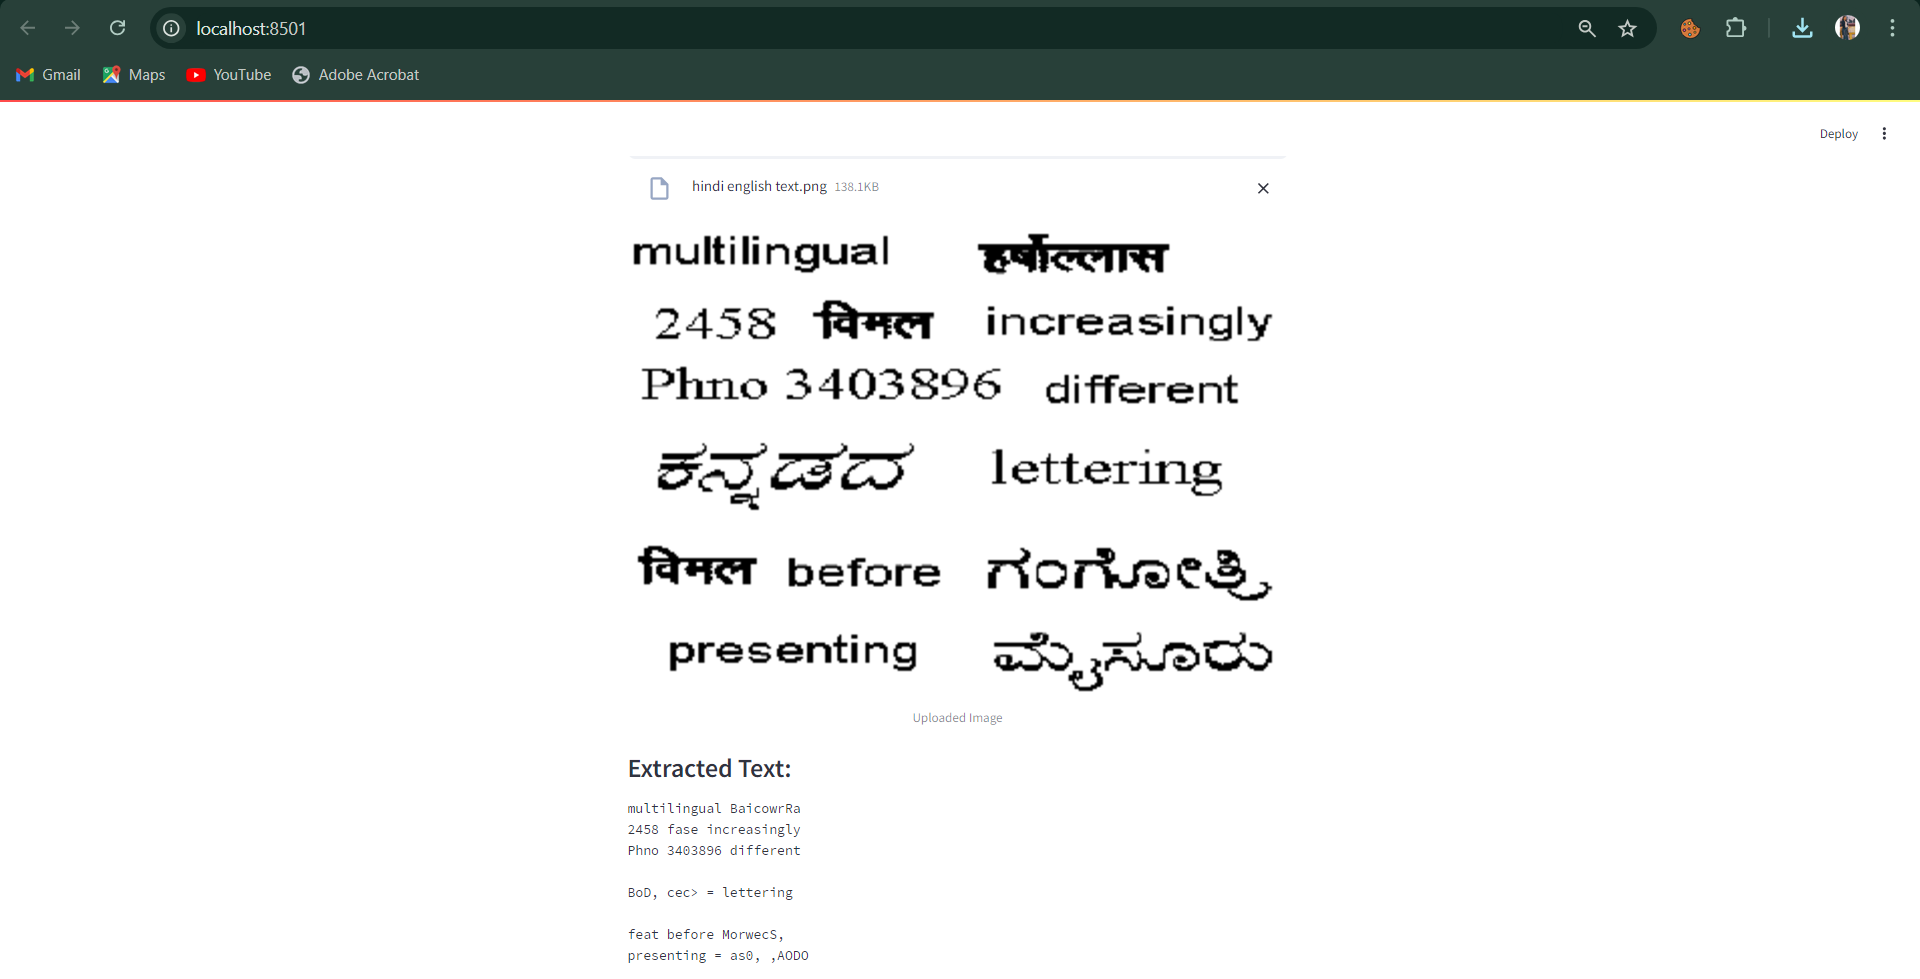 localhost:8501
Gmail Maps YouTube Adobe Acrobat
Deploy
hindi english text.png 138.1KB
multilingual हर्षोल्लास
2458 विमल increasingly
Phno 3403896 different
ಕನ್ನಡದ lettering
विमल before ಗಂಗೋತ್ರಿ
presenting ಮೈಸೂರು
Uploaded Image
Extracted Text:
multilingual BaicowrRa
2458 fase increasingly
Phno 3403896 different
BoD, cec> = lettering
feat before MorwecS,
presenting = as0, ,AODO